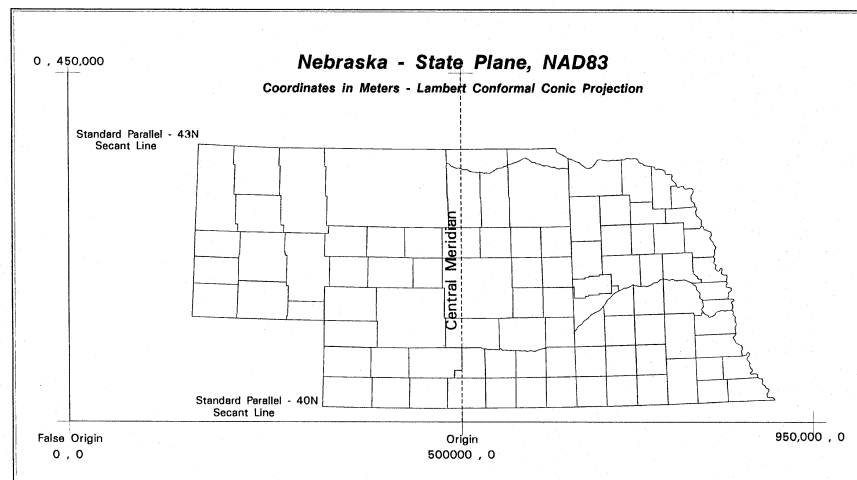 Nebraska - State Plane, NAD83
0 , 450,000
Coordinates in Meters - Lambert Conformal Conic Projection
Standard Parallel - 43N
Secant Line
Central Meridian
Standard Parallel - 40N
Secant Line
False Origin
0 , 0
Origin
500000 , 0
950,000 , 0